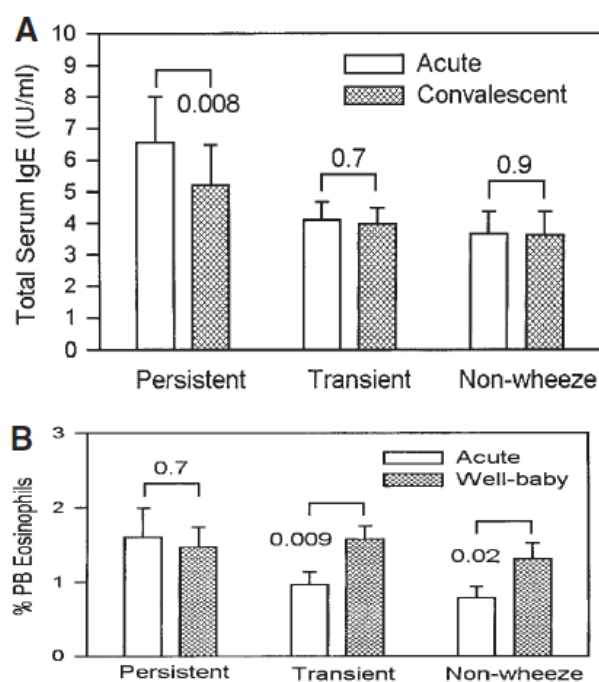 A
Total Serum IgE (IU/ml)
10
9
8
7
6
5
4
3
2
1
0
Acute
Convalescent
0.008
0.7
0.9
Persistent
Transient
Non-wheeze
B
% PB Eosinophils
3
2
1
0
Acute
Well-baby
0.7
0.009
0.02
Persistent
Transient
Non-wheeze